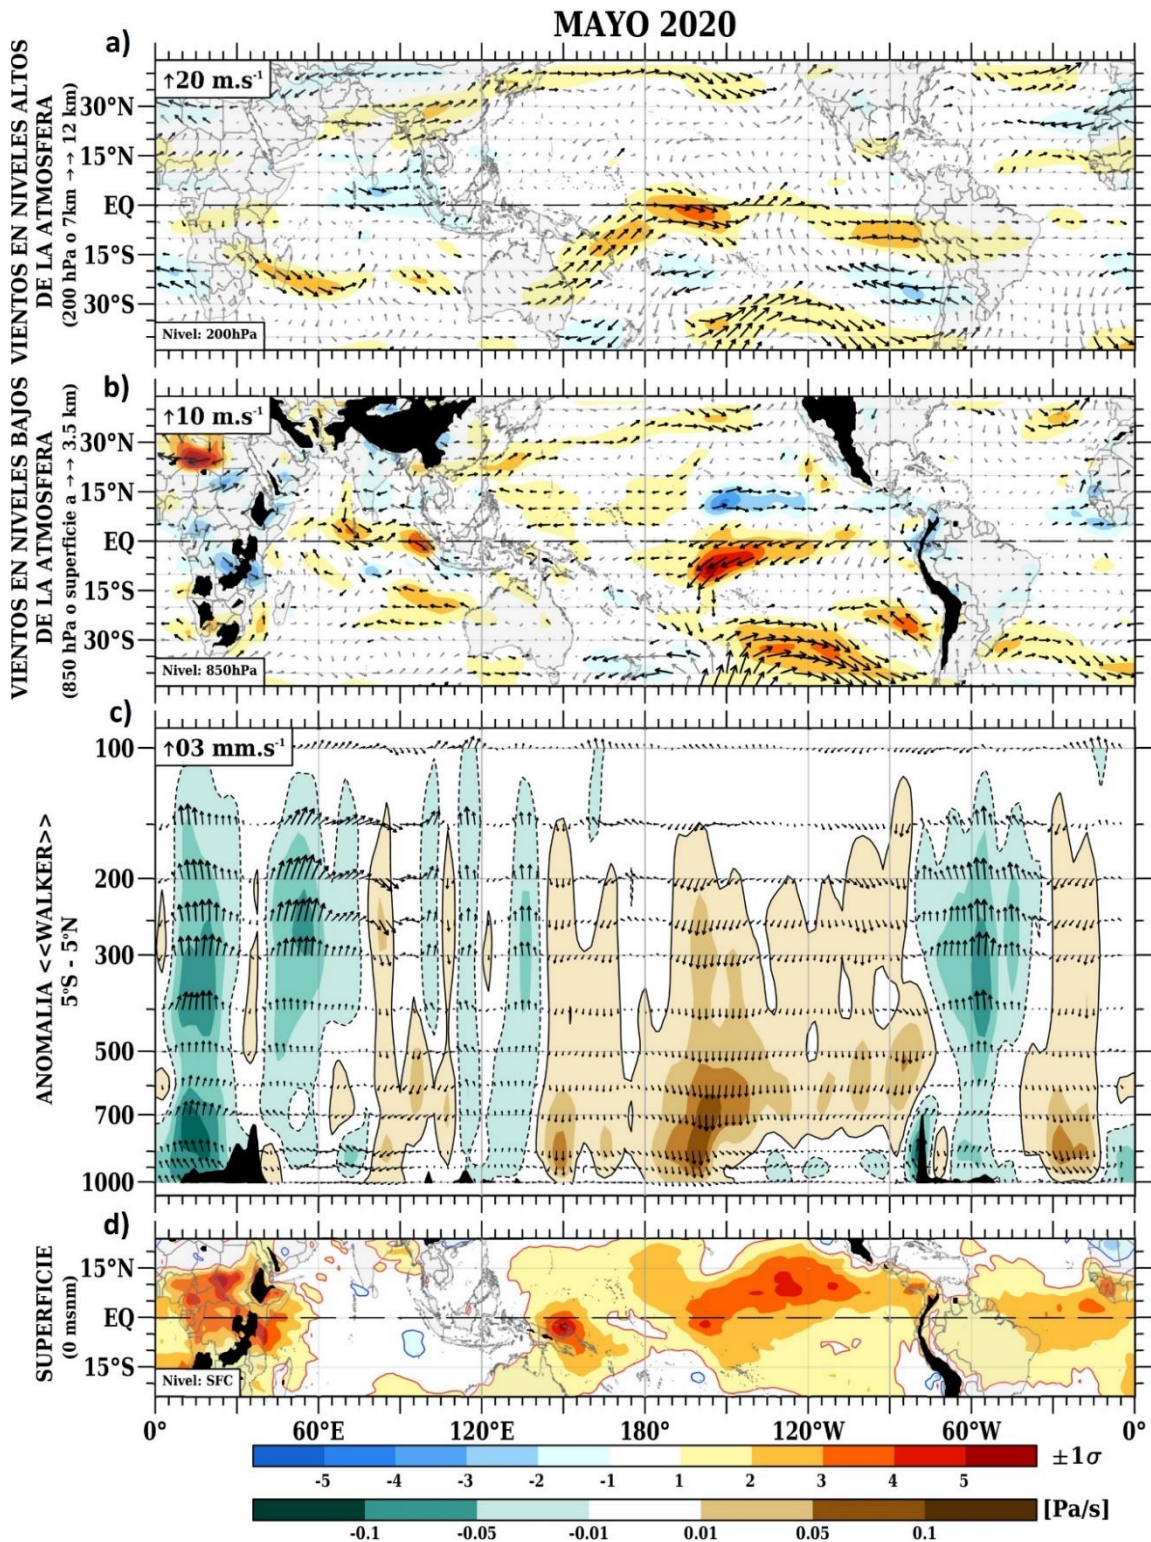 MAYO 2020
a)
VIENTOS EN NIVELES ALTOS
DE LA ATMOSFERA
(200 hPa o 7km →→ 12 km)
↑20 m.s⁻¹
30°N
15°N
EQ
15°S
30°S
Nivel: 200hPa
b)
VIENTOS EN NIVELES BAJOS
DE LA ATMOSFERA
(850 hPa o superficie a →→ 3.5 km)
↑10 m.s⁻¹
30°N
15°N
EQ
15°S
30°S
Nivel: 850hPa
c)
ANOMALIA <<WALKER>>
5°S - 5°N
↑03 mm.s⁻¹
100
200
300
500
700
1000
d)
SUPERFICIE
(0 msnm)
15°N
EQ
15°S
Nivel: SFC
0° 60°E 120°E 180° 120°W 60°W 0°
-5 -4 -3 -2 -1 1 2 3 4 5 ±1σ
-0.1 -0.05 -0.01 0.01 0.05 0.1 [Pa/s]